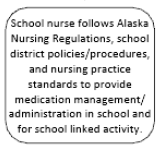 School nurse follows Alaska
Nursing Regulations, school
district policies/procedures,
and nursing practice
standards to provide
medication management/
administration in school and
for school linked activity.